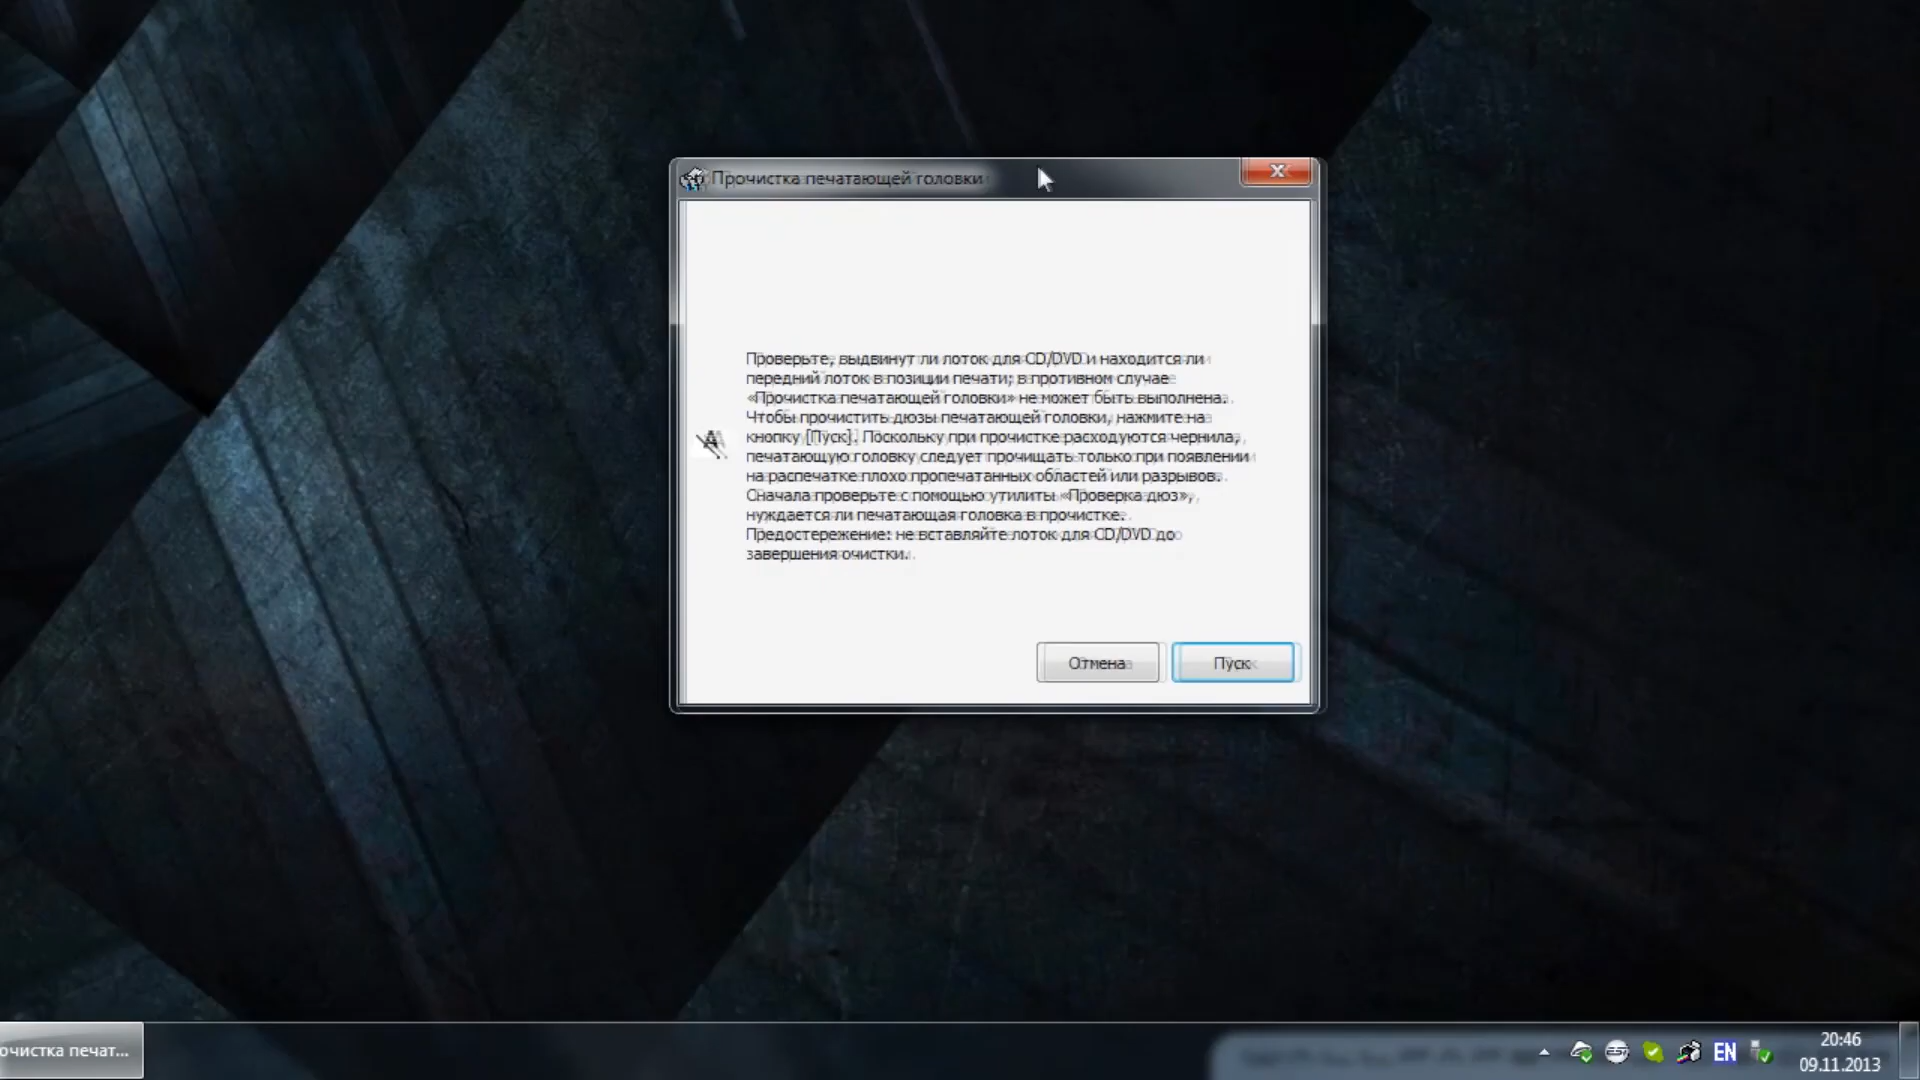 Прочистка печатающей головки
Проверьте, выдвинут ли лоток для CD/DVD и находится ли
передний лоток в позиции печати; в противном случае
«Прочистка печатающей головки» не может быть выполнена.
Чтобы прочистить дюзы печатающей головки, нажмите на
кнопку [Пуск]. Поскольку при прочистке расходуются чернила,
печатающую головку следует прочищать только при появлении
на распечатке плохо пропечатанных областей или разрывов.
Сначала проверьте с помощью утилиты «Проверка дюз»,
нуждается ли печатающая головка в прочистке.
Предостережение: не вставляйте лоток для CD/DVD до
завершения очистки.
Отмена
Пуск
очистка печат...
EN
20:46
09.11.2013